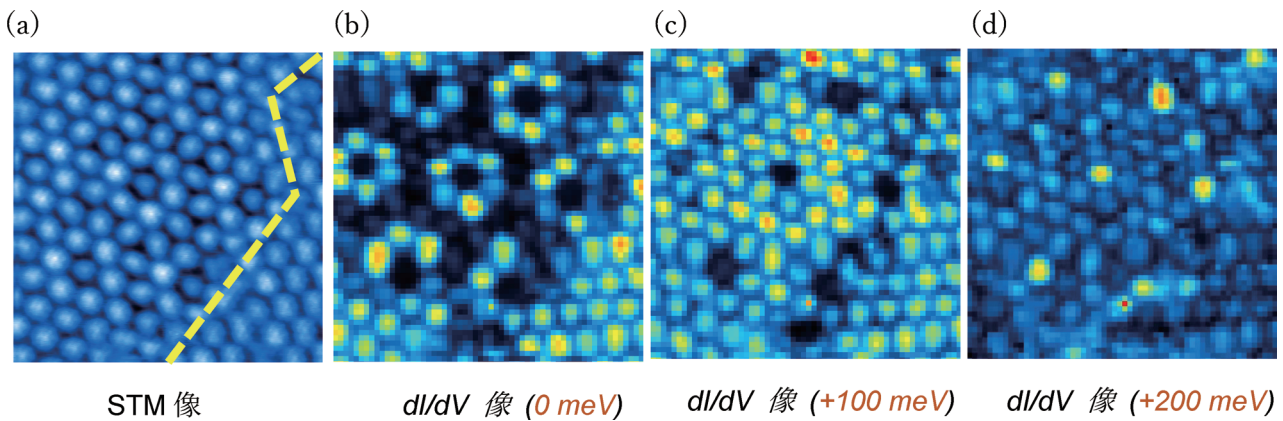 (a)
(b)
(c)
(d)
STM 像
dI/dV 像 (0 meV)
dI/dV 像 (+100 meV)
dI/dV 像 (+200 meV)